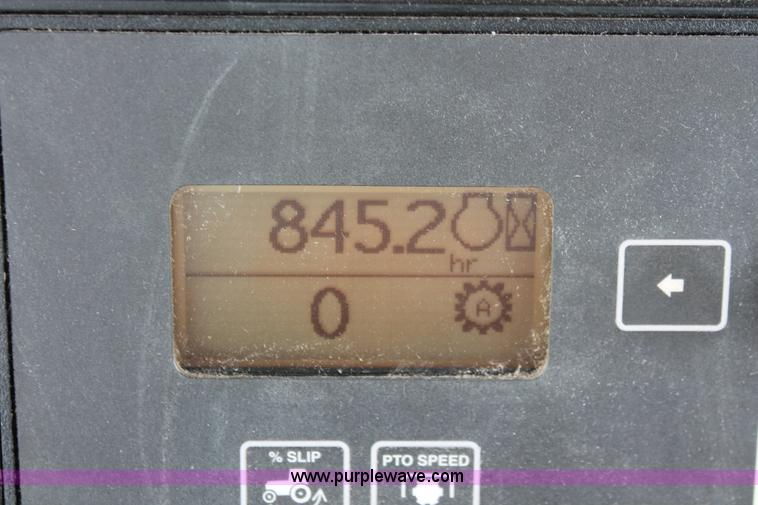 845.2
hr
0 A
% SLIP PTO SPEED
www.purplewave.com